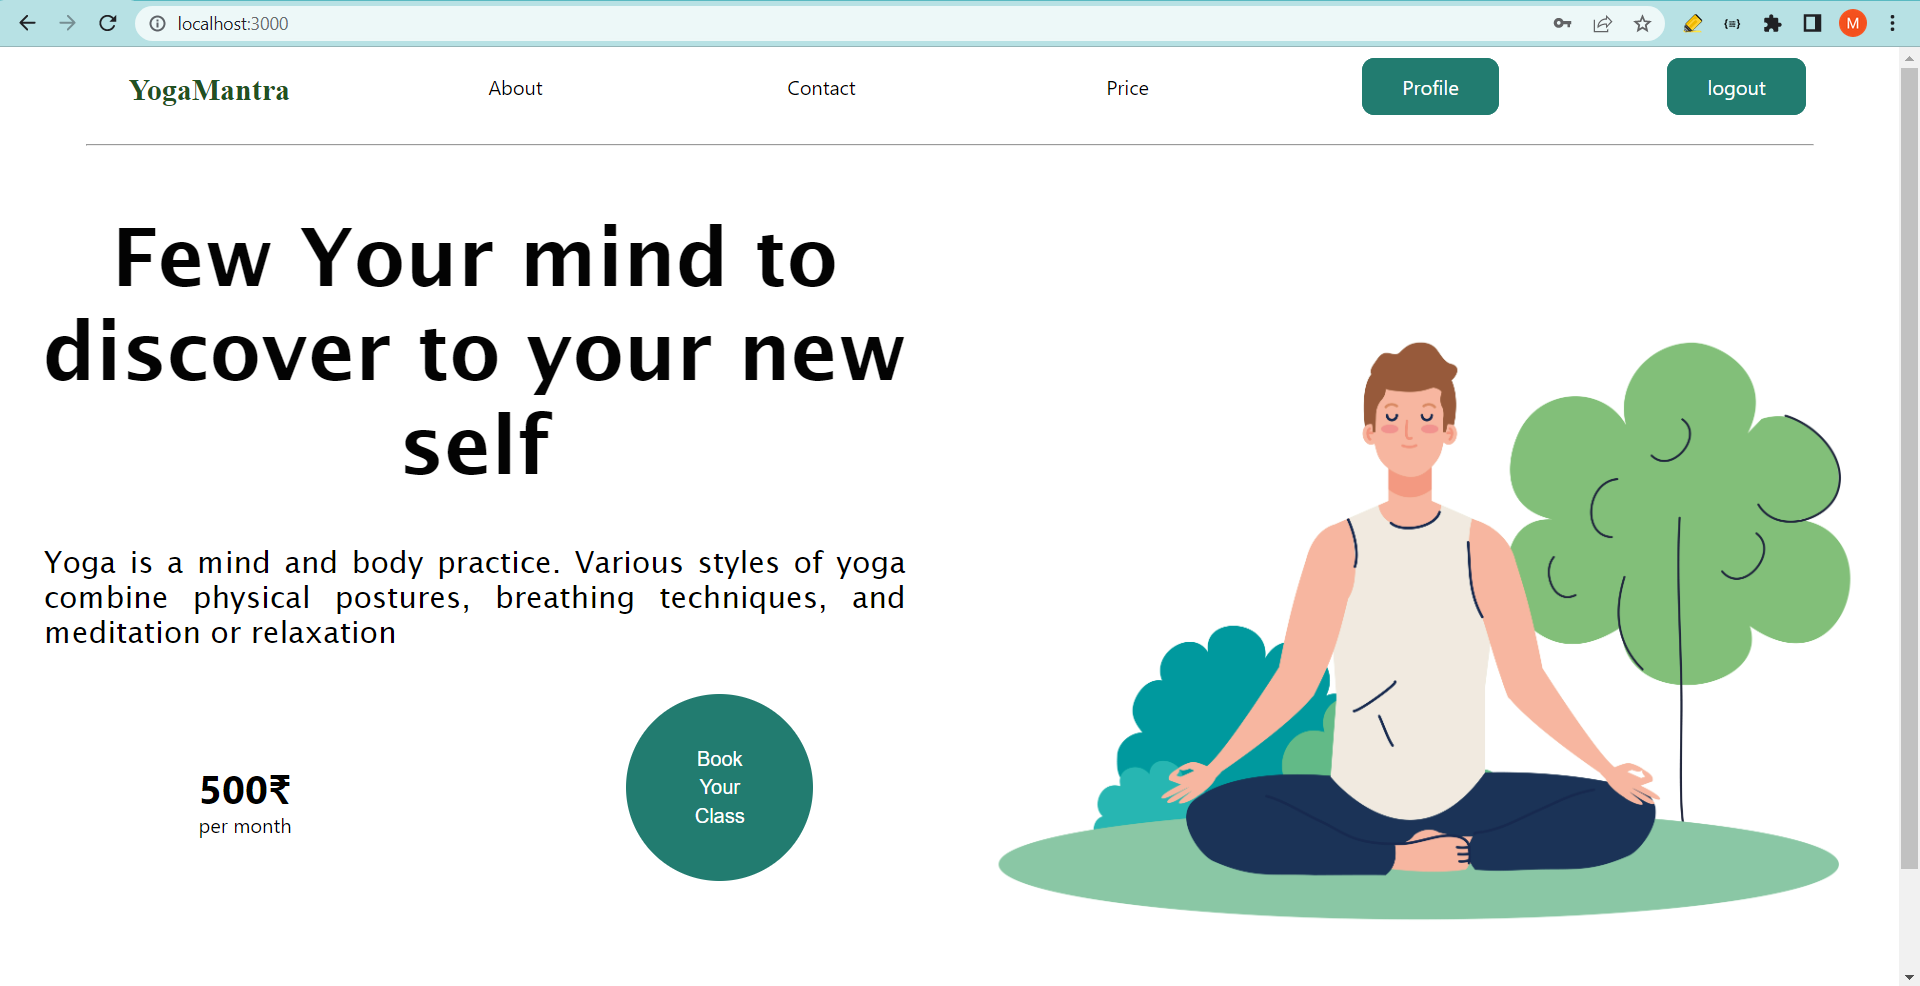 localhost:3000
M
YogaMantra
About
Contact
Price
Profile
logout
Few Your mind to
discover to your new
self
Yoga is a mind and body practice. Various styles of yoga
combine physical postures, breathing techniques, and
meditation or relaxation
500₹
per month
Book
Your
Class